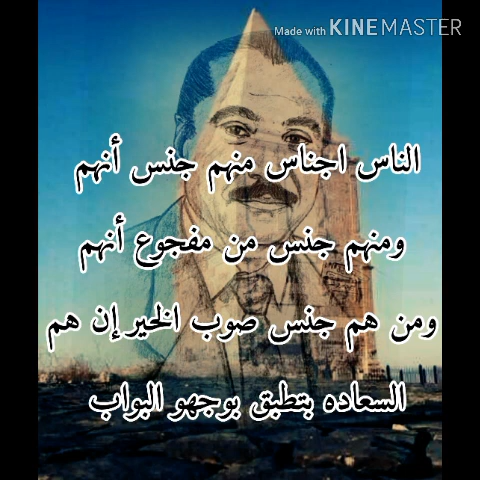 Made with KINEMASTER
الناس اجناس منهم جنس أنهم
ومنهم جنس من مفجوع أنهم
ومن هم جنس صوب الخير إن هم
السعاده بتطبق بوجهو البواب